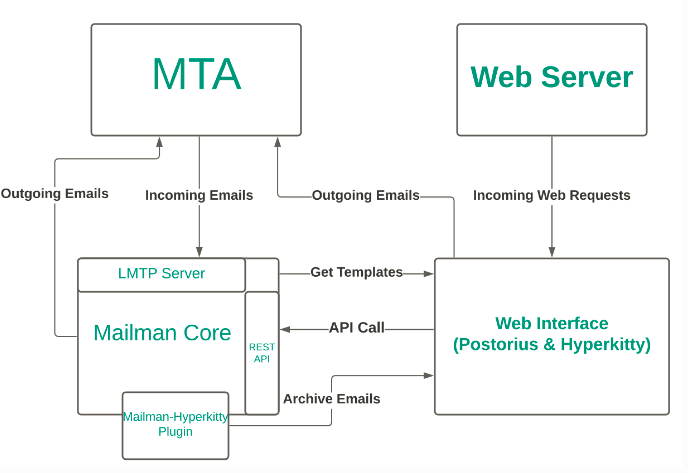 MTA
Web Server
Outgoing Emails
Incoming Emails
Outgoing Emails
Incoming Web Requests
LMTP Server
Get Templates
Mailman Core
REST
API
API Call
Web Interface
(Postorius & Hyperkitty)
Archive Emails
Mailman-Hyperkitty
Plugin